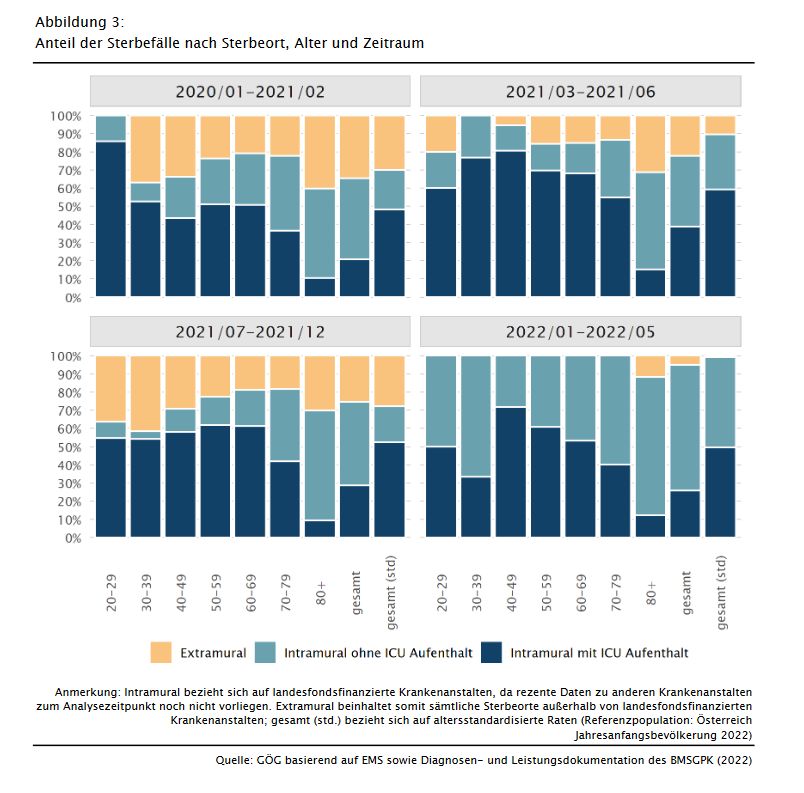 Abbildung 3:
Anteil der Sterbefälle nach Sterbeort, Alter und Zeitraum
2020/01–2021/02
2021/03–2021/06
100%
90%
80%
70%
60%
50%
40%
30%
20%
10%
0%
2021/07–2021/12
2022/01–2022/05
100%
90%
80%
70%
60%
50%
40%
30%
20%
10%
0%
20–29
30–39
40–49
50–59
60–69
70–79
80+
gesamt
gesamt (std)
20–29
30–39
40–49
50–59
60–69
70–79
80+
gesamt
gesamt (std)
Extramural
Intramural ohne ICU Aufenthalt
Intramural mit ICU Aufenthalt
Anmerkung: Intramural bezieht sich auf landesfondsfinanzierte Krankenanstalten, da rezente Daten zu anderen Krankenanstalten
zum Analysezeitpunkt noch nicht vorliegen. Extramural beinhaltet somit sämtliche Sterbeorte außerhalb von landesfondsfinanzierten
Krankenanstalten; gesamt (std.) bezieht sich auf altersstandardisierte Raten (Referenzpopulation: Österreich
Jahresanfangsbevölkerung 2022)
Quelle: GÖG basierend auf EMS sowie Diagnosen– und Leistungsdokumentation des BMSGPK (2022)